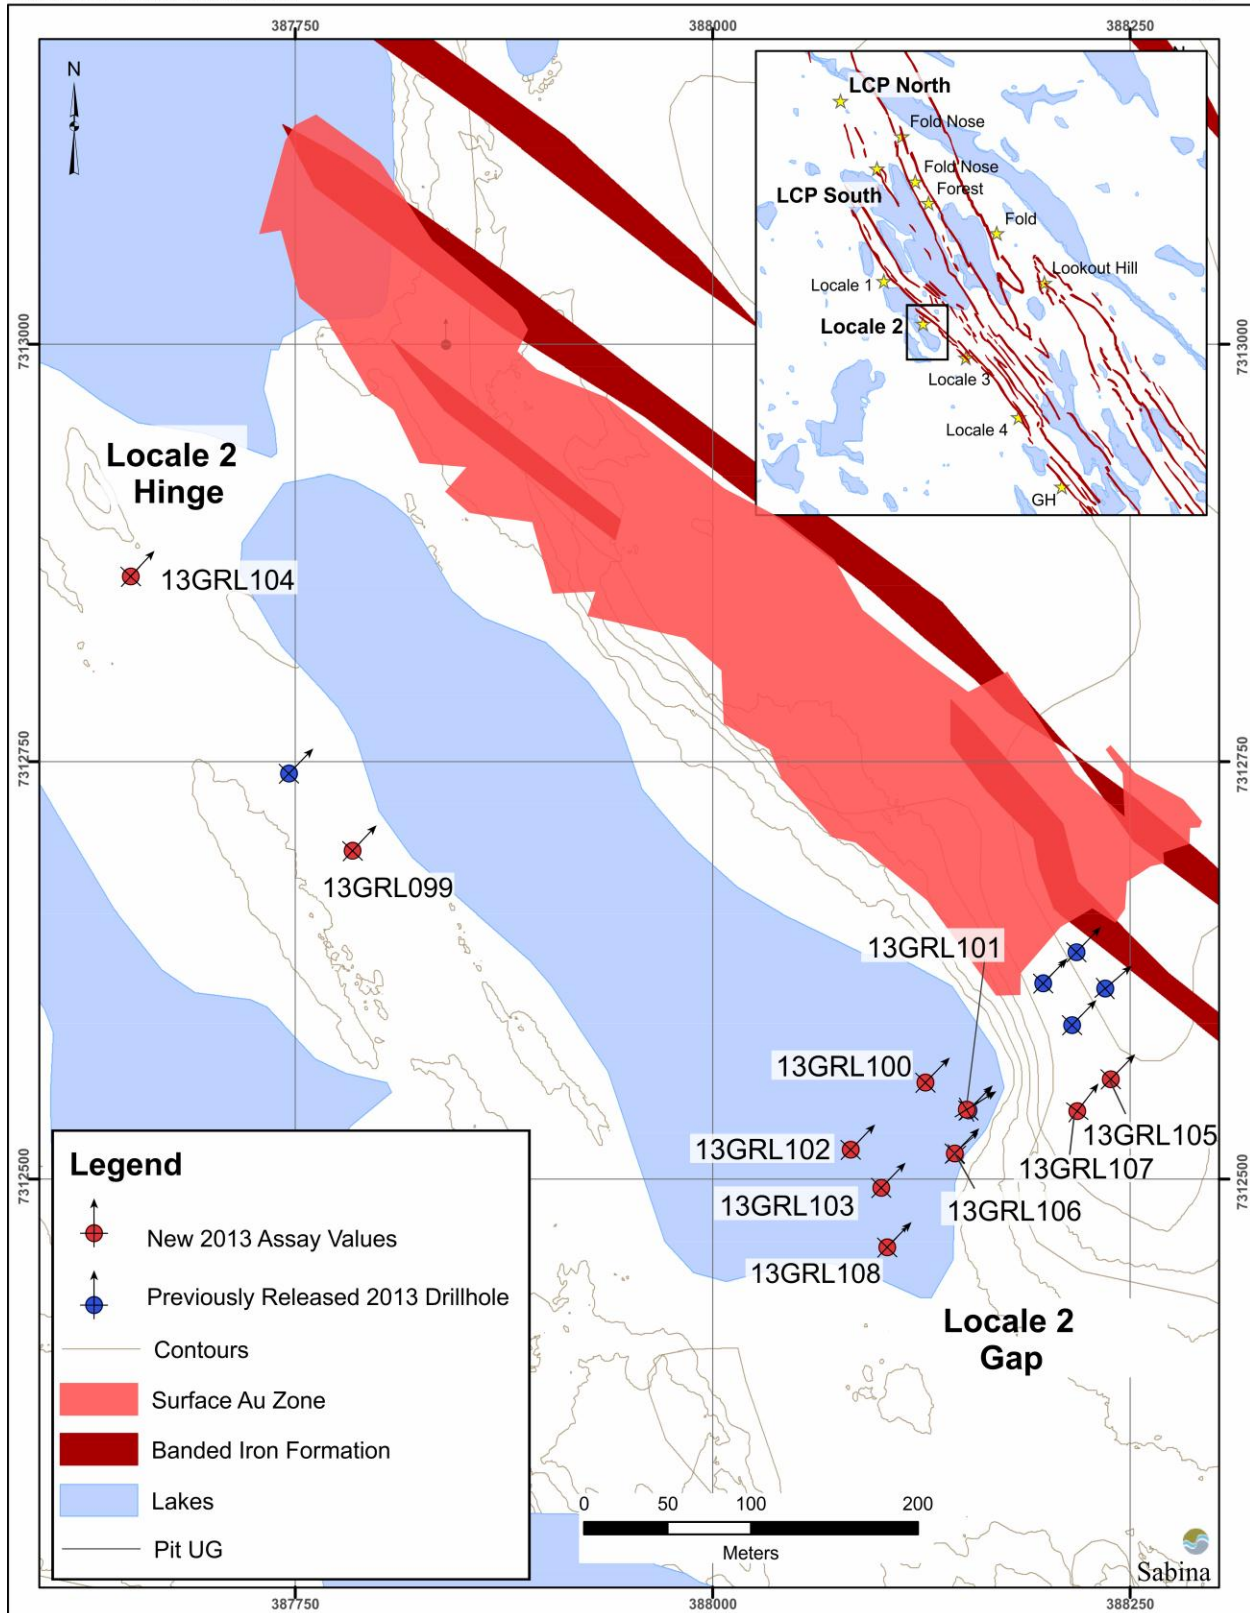 387750
388000
388250
N
LCP North
Fold Nose
Fold Nose
Forest
LCP South
Fold
Lookout Hill
Locale 1
Locale 2
Locale 3
Locale 4
GH
7313000
7313000
Locale 2
Hinge
13GRL104
7312750
7312750
13GRL099
13GRL101
13GRL100
13GRL105
13GRL102
13GRL107
7312500
7312500
13GRL103
13GRL106
13GRL108
Locale 2
Gap
Legend
New 2013 Assay Values
Previously Released 2013 Drillhole
Contours
Surface Au Zone
Banded Iron Formation
Lakes
Pit UG
0 50 100 200
Meters
Sabina
387750
388000
388250